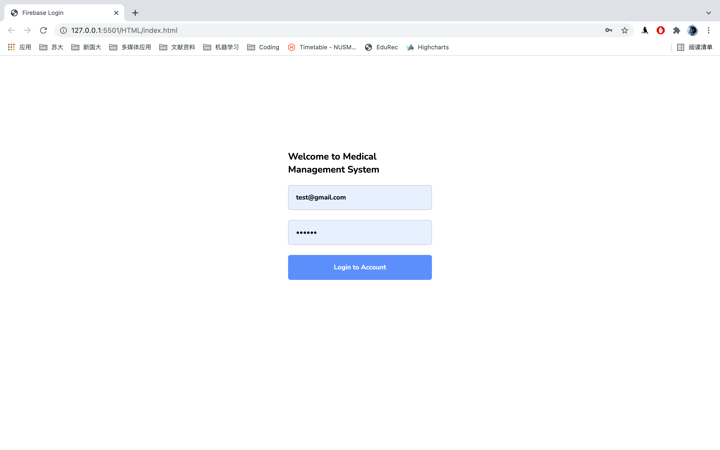 Firebase Login
127.0.0.1:5501/HTML/index.html
应用 苏大 新国大 多媒体应用 文献资料 机器学习 Coding Timetable - NUSM... EduRec Highcharts 阅读清单
Welcome to Medical
Management System
test@gmail.com
••••••
Login to Account